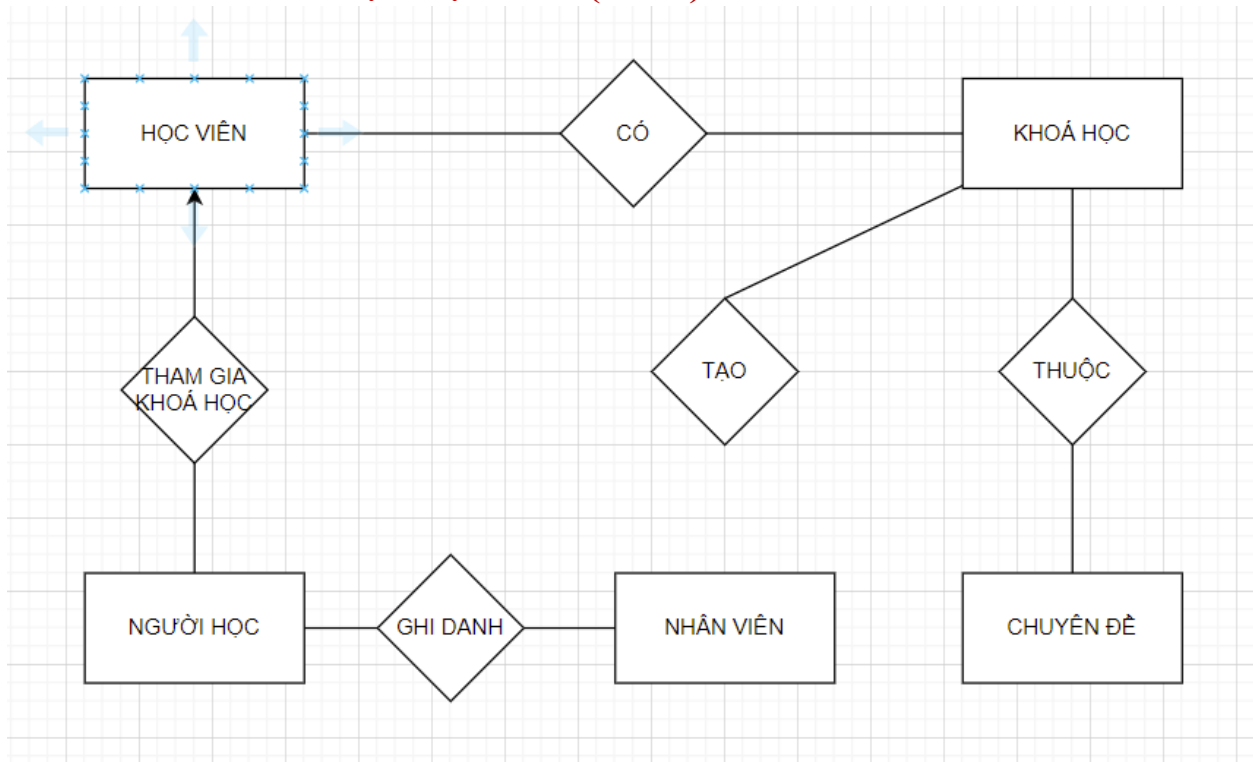 HỌC VIÊN
CÓ
KHOÁ HỌC
THAM GIA
KHOÁ HỌC
TẠO
THUỘC
NGƯỜI HỌC
GHI DANH
NHÂN VIÊN
CHUYÊN ĐỀ